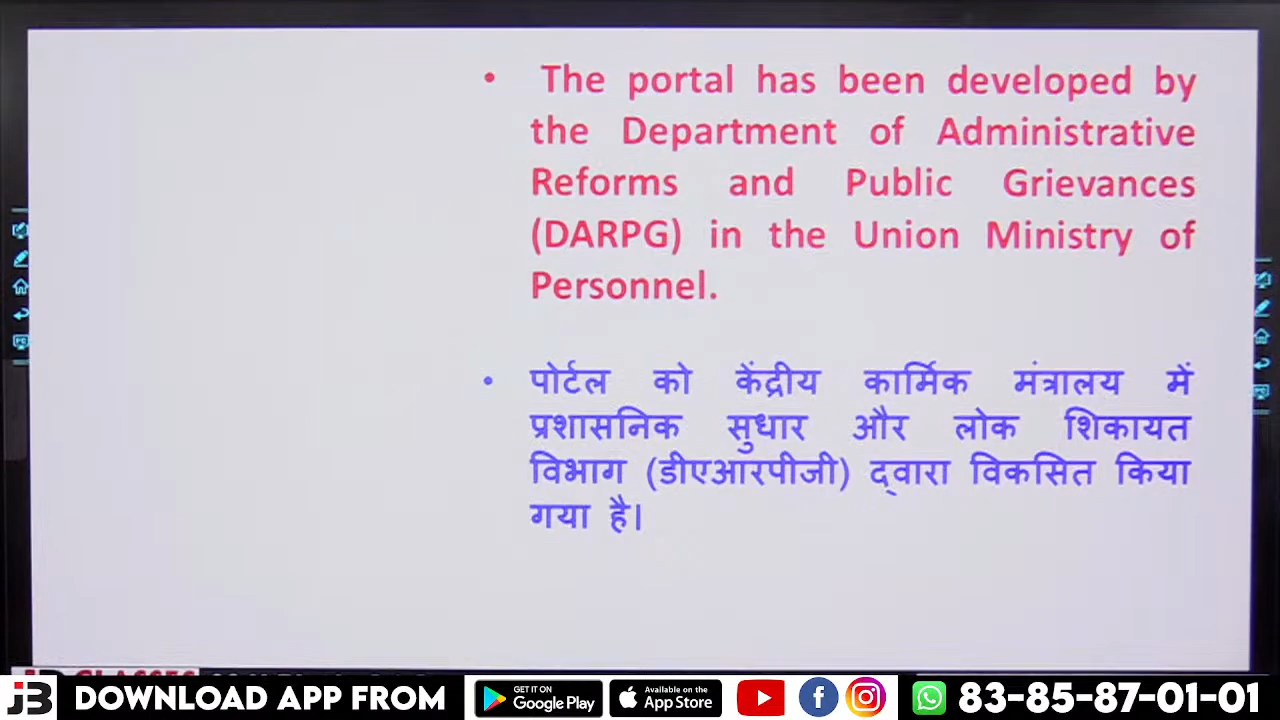 • The portal has been developed by
the Department of Administrative
Reforms and Public Grievances
(DARPG) in the Union Ministry of
Personnel.
• पोर्टल को केंद्रीय कार्मिक मंत्रालय में
प्रशासनिक सुधार और लोक शिकायत
विभाग (डीएआरपीजी) द्वारा विकसित किया
गया है।
JB DOWNLOAD APP FROM GET IT ON Google Play Available on the App Store 83-85-87-01-01